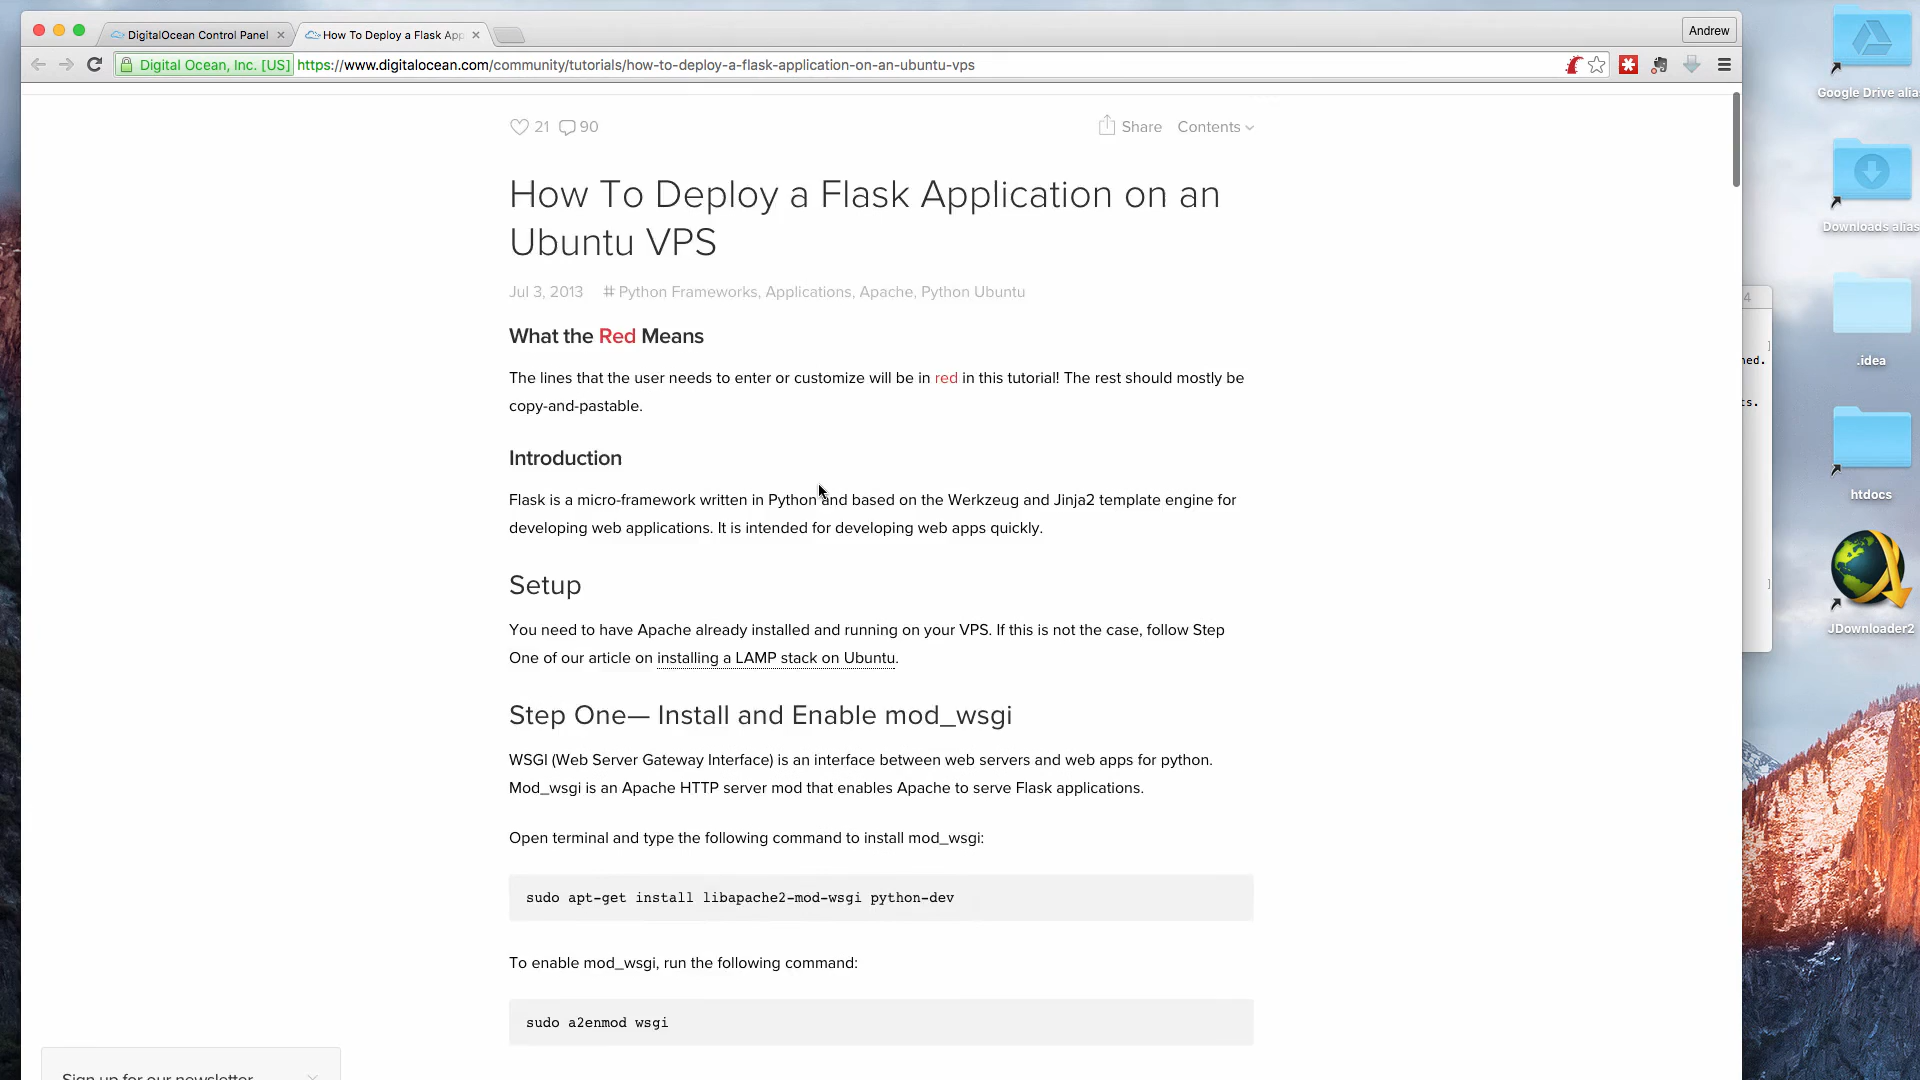 DigitalOcean Control Panel
How To Deploy a Flask App
Andrew
Digital Ocean, Inc. [US]
https://www.digitalocean.com/community/tutorials/how-to-deploy-a-flask-application-on-an-ubuntu-vps
21 90
Share Contents
How To Deploy a Flask Application on an
Ubuntu VPS
Jul 3, 2013 # Python Frameworks, Applications, Apache, Python Ubuntu
What the Red Means
The lines that the user needs to enter or customize will be in red in this tutorial! The rest should mostly be
copy-and-pastable.
Introduction
Flask is a micro-framework written in Python and based on the Werkzeug and Jinja2 template engine for
developing web applications. It is intended for developing web apps quickly.
Setup
You need to have Apache already installed and running on your VPS. If this is not the case, follow Step
One of our article on installing a LAMP stack on Ubuntu.
Step One— Install and Enable mod_wsgi
WSGI (Web Server Gateway Interface) is an interface between web servers and web apps for python.
Mod_wsgi is an Apache HTTP server mod that enables Apache to serve Flask applications.
Open terminal and type the following command to install mod_wsgi:
sudo apt-get install libapache2-mod-wsgi python-dev
To enable mod_wsgi, run the following command:
sudo a2enmod wsgi
Sign up for our newsletter
Google Drive alia
Downloads alias
.idea
htdocs
JDownloader2